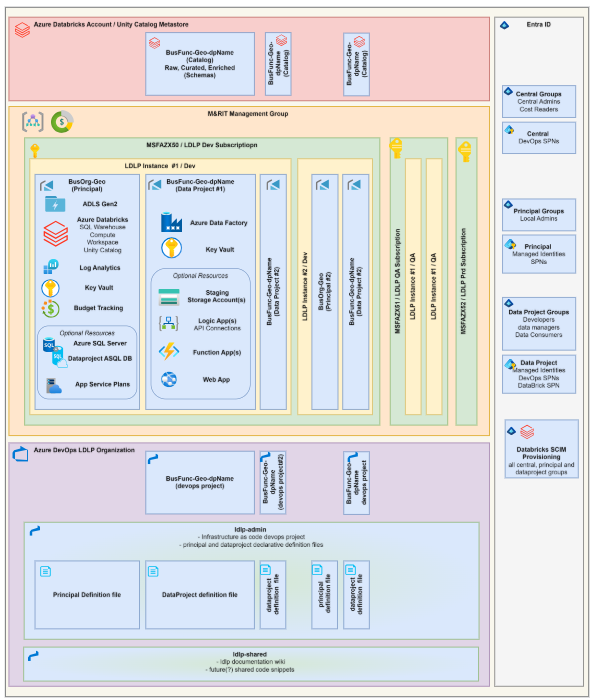 Azure Databricks Account / Unity Catalog Metastore
BusFunc-Geo-dpName
(Catalog)
Raw, Curated, Enriched
(Schemas)
BusFunc-Geo-
dpName
(Catalog)
BusFunc-Geo-
dpName
(Catalog)
M&RIT Management Group
MSFAZX50 / LDLP Dev Subscriptiopn
LDLP Instance #1 / Dev
BusOrg-Geo
(Principal)
ADLS Gen2
Azure Databricks
SQL Warehouse
Compute
Workspace
Unity Catalog
Log Analytics
Key Vault
Budget Tracking
Optional Resources
Azure SQL Server
Dataproject ASQL DB
App Service Plans
BusFunc-Geo-dpName
(Data Project #1)
Azure Data Factory
Key Vault
Optional Resources
Staging
Storage Account(s)
Logic App(s)
API Connections
Function App(s)
Web App
BusFunc-Geo-dpName
(Data Project #2)
LDLP Instance #2 / Dev
BusOrg-Geo
(Principal #2)
BusFunc-Geo-dpName
(Data Project #2)
MSFAZX51 / LDLP QA Subscription
LDLP Instance #1 / QA
LDLP Instance #1 / QA
MSFAZX52 / LDLP Prd Subscription
Azure DevOps LDLP Organization
BusFunc-Geo-dpName
(devops project)
BusFunc-Geo-
dpName
(devops project#2)
BusFunc-Geo-
dpName
devops project
ldlp-admin
- Infrastructure as code devops project
- principal and dataproject declarative definition files
Principal Definition file
DataProject definition file
dataproject
definition file
principal
definition file
dataproject
definition file
ldlp-shared
- ldlp documentation wiki
- future(?) shared code snippets
Entra ID
Central Groups
Central Admins
Cost Readers
Central
DevOps SPNs
Principal Groups
Local Admins
Principal
Managed Identities
SPNs
Data Project Groups
Developers
data managers
Data Consumers
Data Project
Managed Identities
DevOps SPNs
DataBrick SPN
Databricks SCIM
Provisioning
all central, principal and
dataproject groups